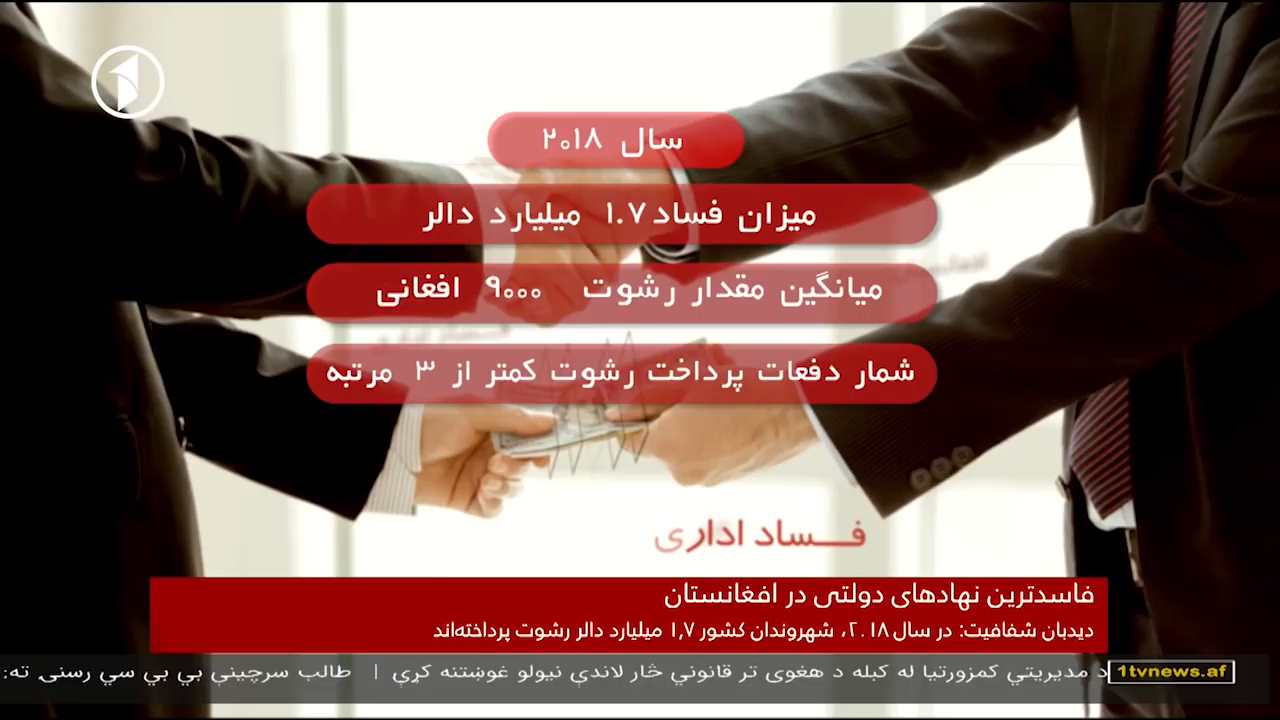 سال ۲۰۱۸
میزان فساد ۱.۷ میلیارد دالر
میانگین مقدار رشوت ۹۰۰۰ افغانی
شمار دفعات پرداخت رشوت کمتر از ۳ مرتبه
فـــساد اداری
فاسدترین نهادهای دولتی در افغانستان
دیدبان شفافیت: در سال ۲۰۱۸، شهروندان کشور ۱,۷ میلیارد دالر رشوت پرداخته‌اند
د مدیریتي کمزورتیا له کبله د هغوی تر قانوني څار لاندې نیولو غوښتنه کړې | طالب سرچینې بي بي سي رسنۍ ته:
1tvnews.af